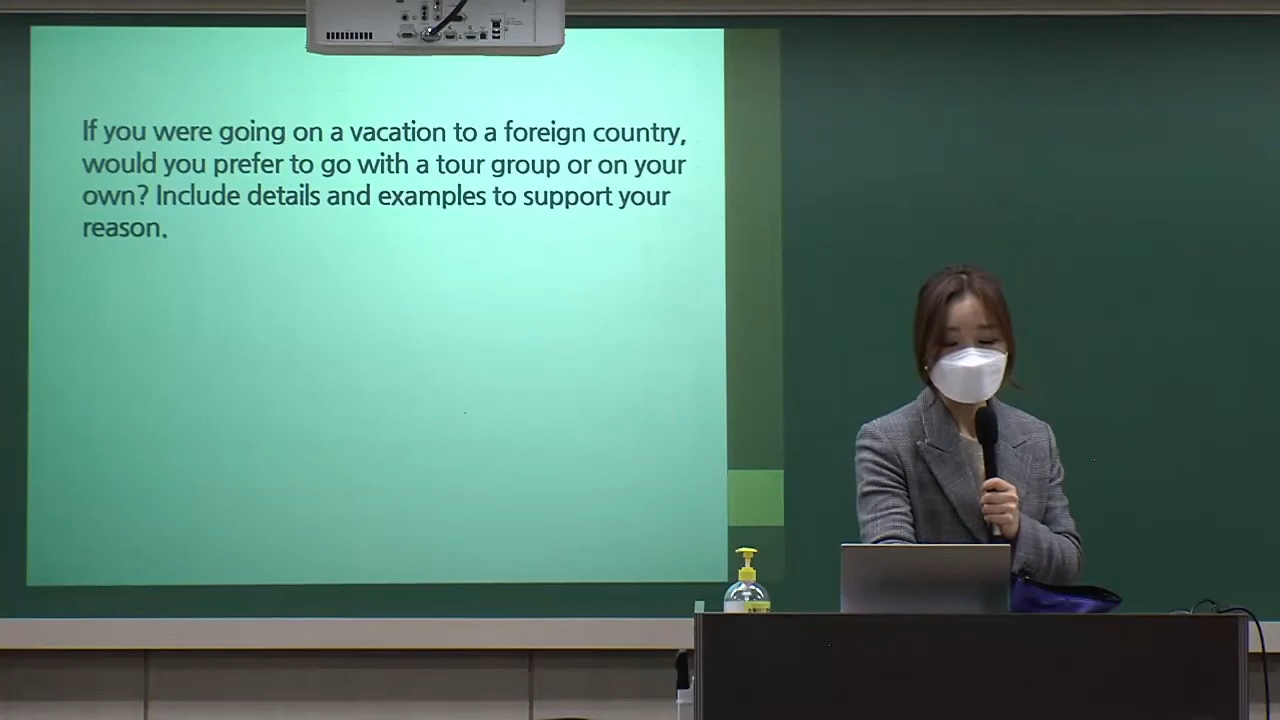 If you were going on a vacation to a foreign country,
would you prefer to go with a tour group or on your
own? Include details and examples to support your
reason.